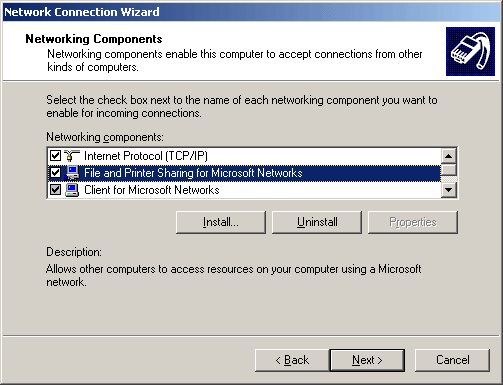 Network Connection Wizard
Networking Components
Networking components enable this computer to accept connections from other
kinds of computers.
Select the check box next to the name of each networking component you want to
enable for incoming connections.
Networking components:
Internet Protocol (TCP/IP)
File and Printer Sharing for Microsoft Networks
Client for Microsoft Networks
Install... Uninstall Properties
Description:
Allows other computers to access resources on your computer using a Microsoft
network.
< Back Next > Cancel